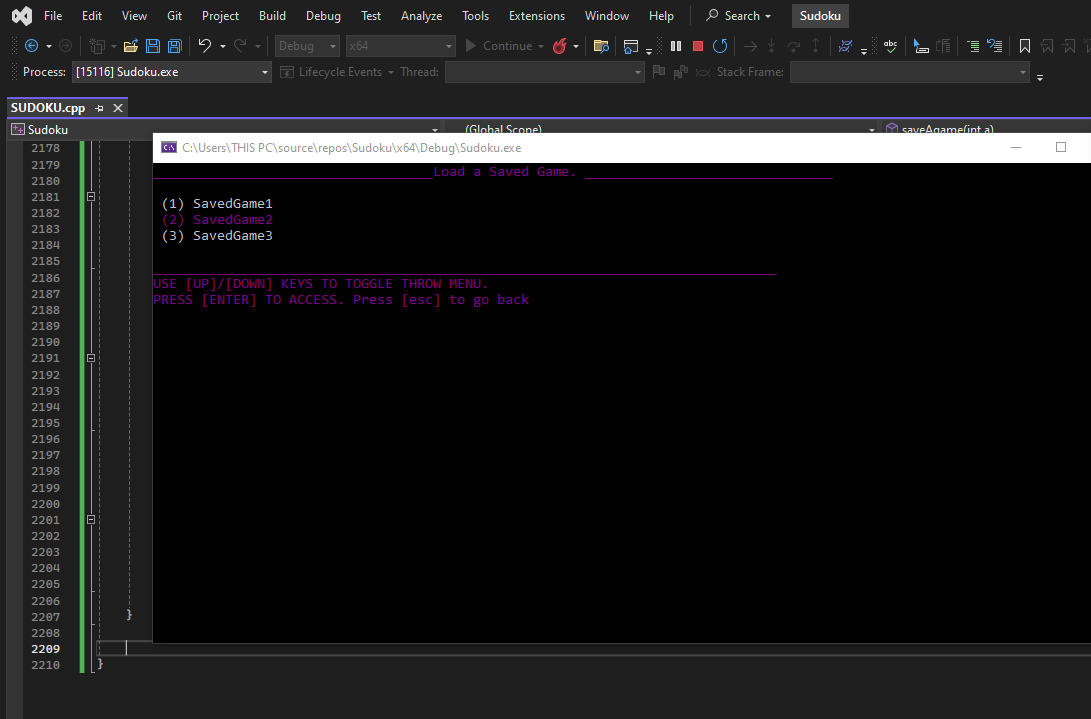 File Edit View Git Project Build Debug Test Analyze Tools Extensions Window Help Search Sudoku
Debug x64 Continue abc
Process: [15116] Sudoku.exe Lifecycle Events Thread: Stack Frame:
SUDOKU.cpp
Sudoku (Global Scope) saveAgame(int a)
C:\Users\THIS PC\source\repos\Sudoku\x64\Debug\Sudoku.exe
___________________________________Load a Saved Game. _______________________________
(1) SavedGame1
(2) SavedGame2
(3) SavedGame3
______________________________________________________________________________
USE [UP]/[DOWN] KEYS TO TOGGLE THROW MENU.
PRESS [ENTER] TO ACCESS. Press [esc] to go back
2178
2179
2180
2181
2182
2183
2184
2185
2186
2187
2188
2189
2190
2191
2192
2193
2194
2195
2196
2197
2198
2199
2200
2201
2202
2203
2204
2205
2206
2207 }
2208
2209
2210 }